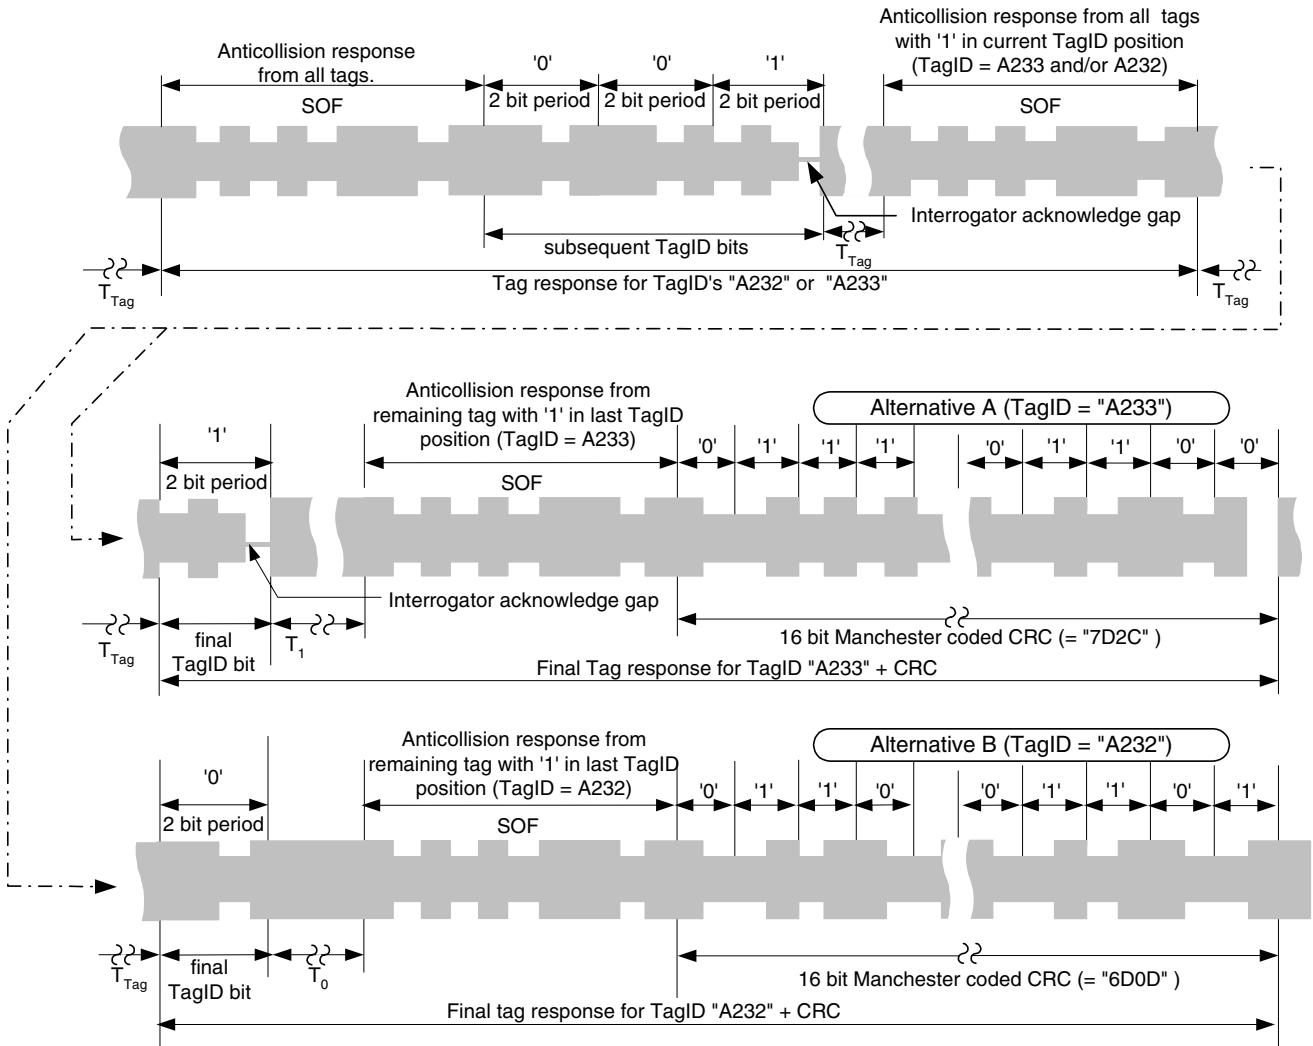 Anticollision response
from all tags.
SOF
'0'
2 bit period
'0'
2 bit period
'1'
2 bit period
Anticollision response from all tags
with '1' in current TagID position
(TagID = A233 and/or A232)
SOF
Interrogator acknowledge gap
subsequent TagID bits
T Tag
T Tag
Tag response for TagID's "A232" or "A233"
T Tag
'1'
2 bit period
Anticollision response from
remaining tag with '1' in last TagID
position (TagID = A233)
SOF
Alternative A (TagID = "A233")
'0' '1' '1' '1' '0' '1' '1' '0' '0'
Interrogator acknowledge gap
T Tag
final
TagID bit
T 1
16 bit Manchester coded CRC (= "7D2C" )
Final Tag response for TagID "A233" + CRC
'0'
2 bit period
Anticollision response from
remaining tag with '1' in last TagID
position (TagID = A232)
SOF
Alternative B (TagID = "A232")
'0' '1' '1' '0' '0' '1' '1' '0' '1'
T Tag
final
TagID bit
T 0
16 bit Manchester coded CRC (= "6D0D" )
Final tag response for TagID "A232" + CRC